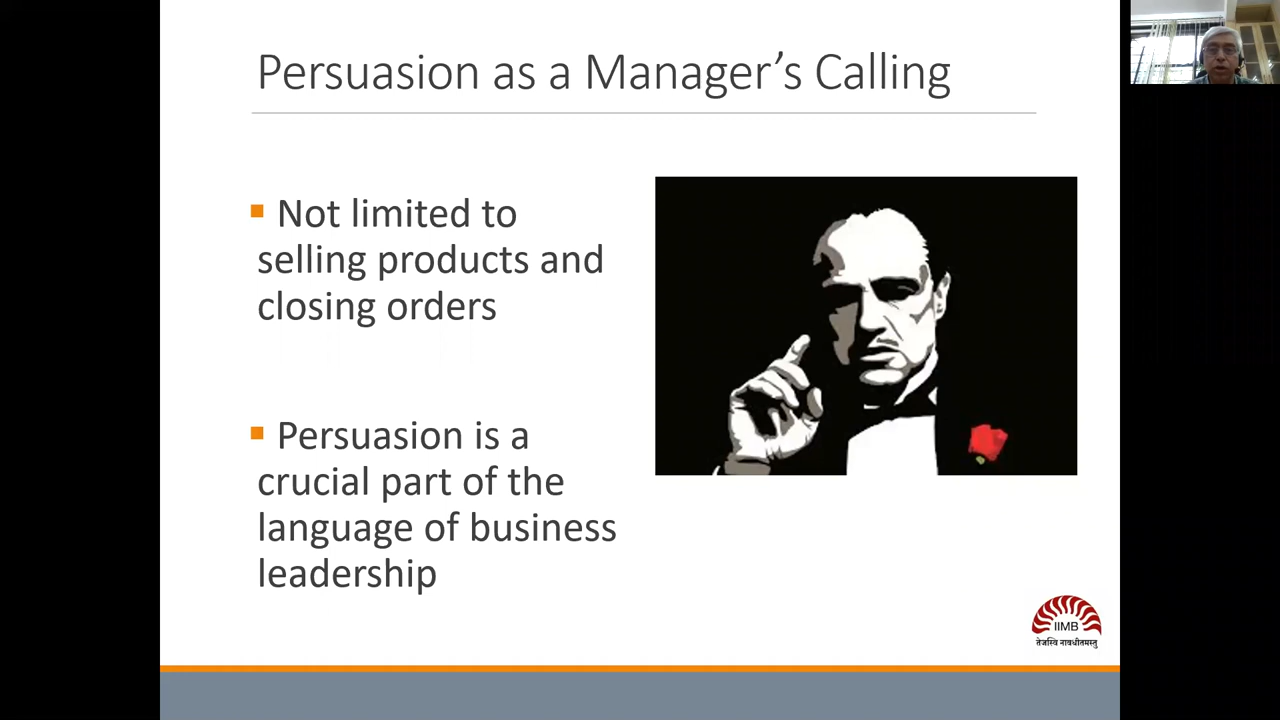 Persuasion as a Manager’s Calling
▪ Not limited to
selling products and
closing orders
▪ Persuasion is a
crucial part of the
language of business
leadership
IIMB
तेजस्वि नावधीतमस्तु